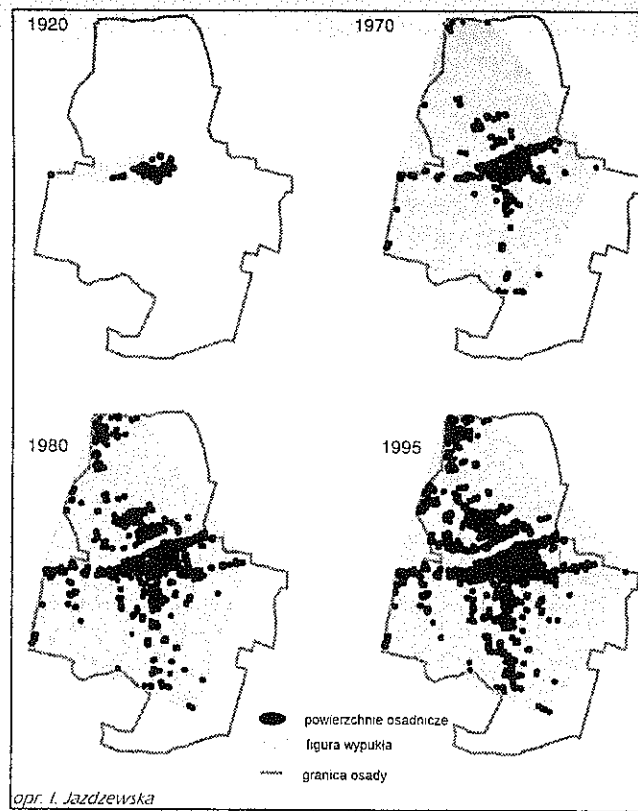 1920
1970
1980
1995
powierzchnie osadnicze
figura wypukła
granica osady
opr. I. Jazdzewska